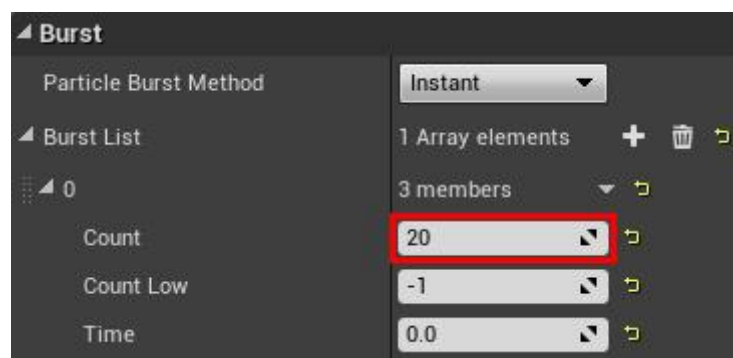 Burst
Particle Burst Method Instant
Burst List 1 Array elements
0 3 members
Count 20
Count Low -1
Time 0.0